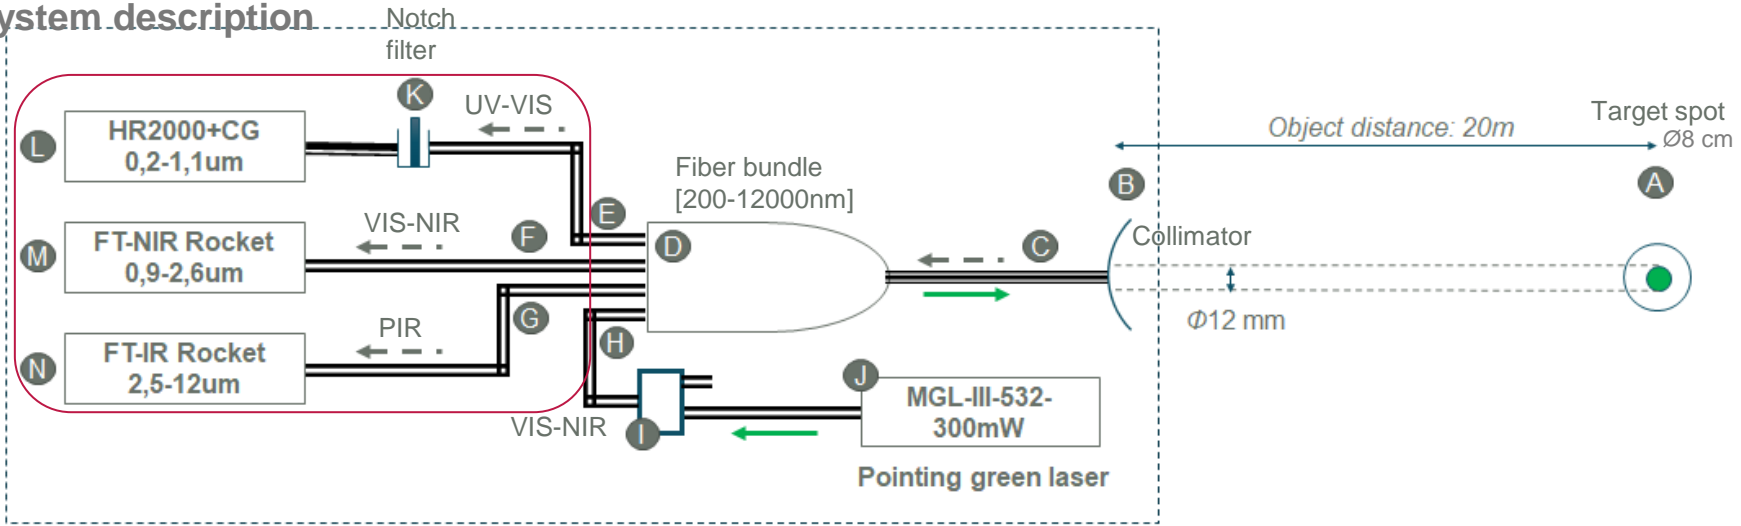 ystem description
Notch
filter
K
UV-VIS
L
HR2000+CG
0,2-1,1um
Target spot
Ø8 cm
Object distance: 20m
Fiber bundle
[200-12000nm]
B
A
E
VIS-NIR
F
M
FT-NIR Rocket
0,9-2,6um
D
C
Collimator
G
Φ12 mm
PIR
H
N
FT-IR Rocket
2,5-12um
J
MGL-III-532-
300mW
VIS-NIR
I
Pointing green laser